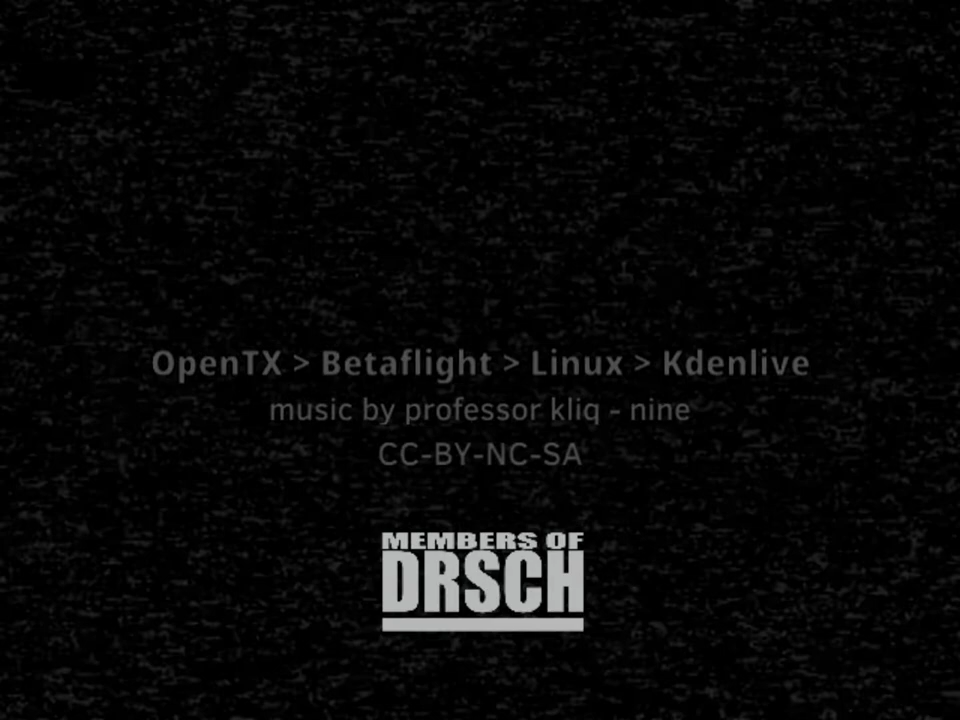 OpenTX > Betaflight > Linux > Kdenlive
music by professor kliq - nine
CC-BY-NC-SA
MEMBERS OF
DRSCH